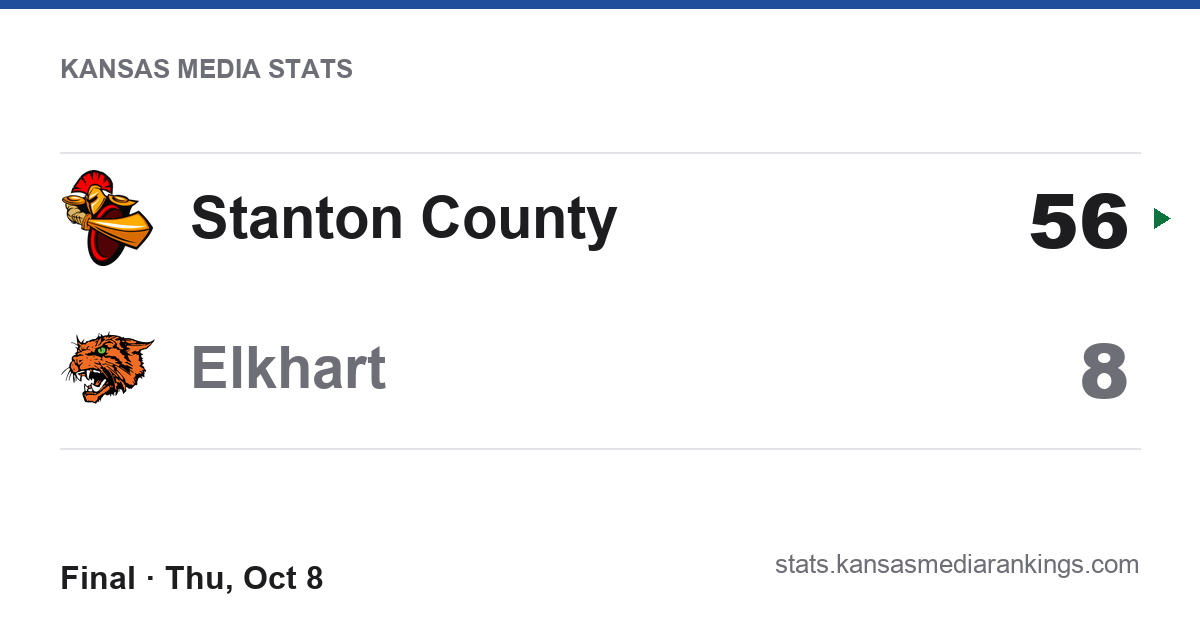 KANSAS MEDIA STATS
Stanton County 56
Elkhart 8
Final · Thu, Oct 8
stats.kansasmediarankings.com